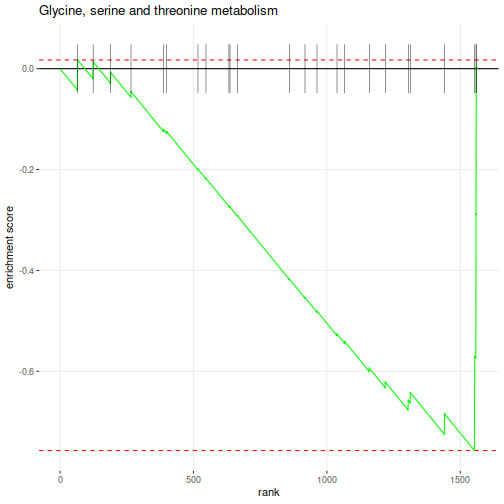 Glycine, serine and threonine metabolism
enrichment score
0.0
-0.2
-0.4
-0.6
0
500
1000
1500
rank